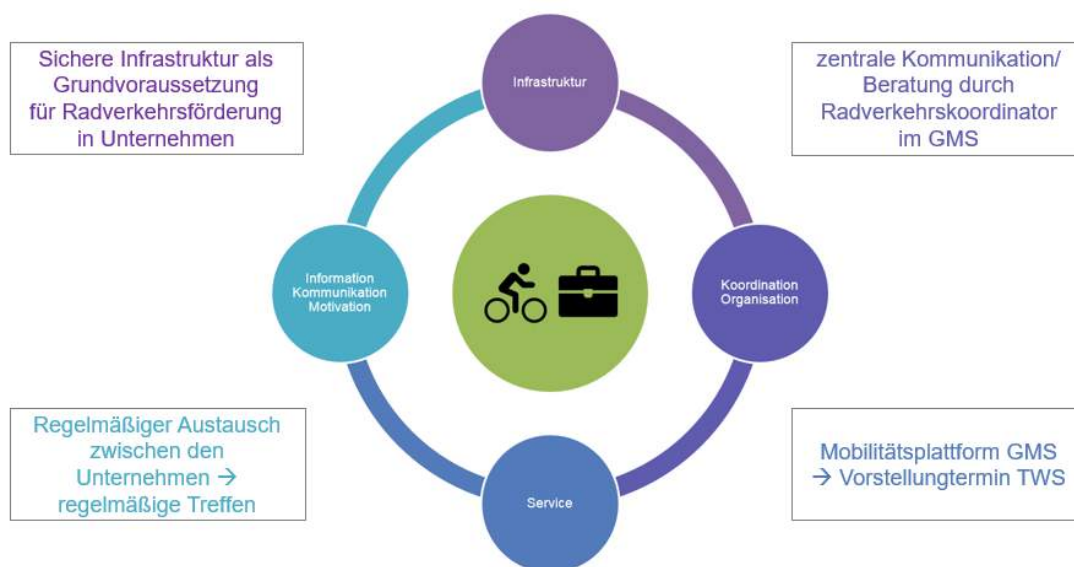 Sichere Infrastruktur als
Grundvoraussetzung
für Radverkehrsförderung
in Unternehmen
Infrastruktur
zentrale Kommunikation/
Beratung durch
Radverkehrskoordinator
im GMS
Information
Kommunikation
Motivation
Koordination
Organisation
Regelmäßiger Austausch
zwischen den
Unternehmen →
regelmäßige Treffen
Service
Mobilitätsplattform GMS
→ Vorstellungtermin TWS